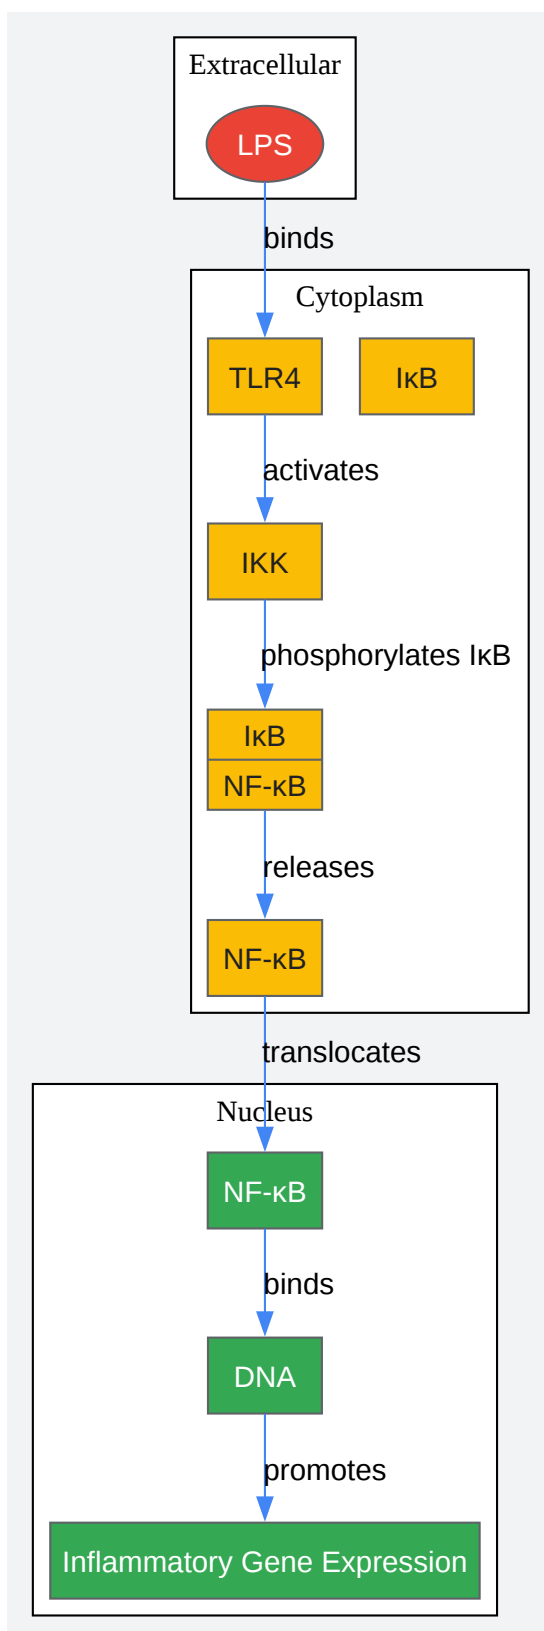 Extracellular
LPS
binds
Cytoplasm
TLR4
IκB
activates
IKK
phosphorylates IκB
IκB
NF-κB
releases
NF-κB
translocates
Nucleus
NF-κB
binds
DNA
promotes
Inflammatory Gene Expression